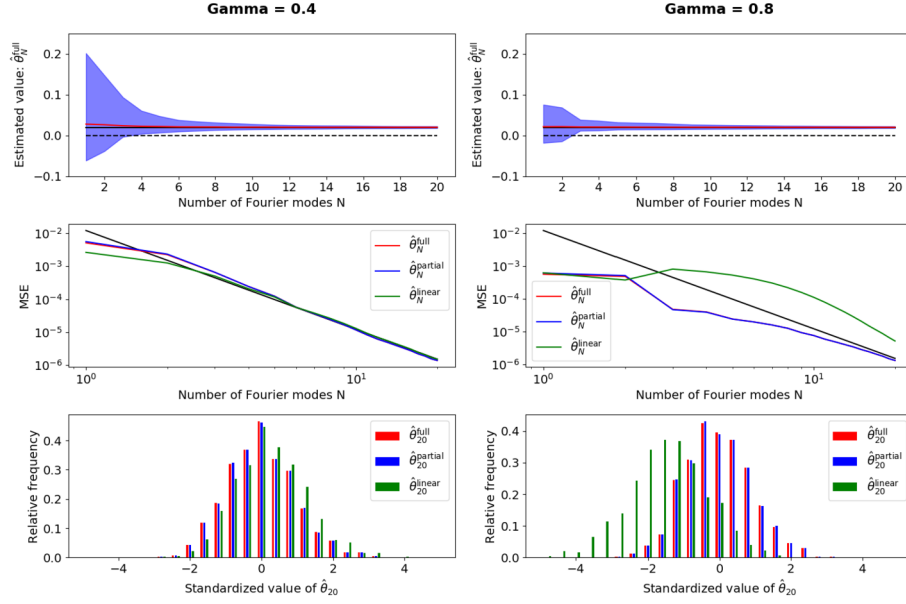 Gamma = 0.4
Gamma = 0.8
Estimated value: θ̂_N^full
0.2
0.1
0.0
−0.1
2 4 6 8 10 12 14 16 18 20
Number of Fourier modes N
Estimated value: θ̂_N^full
0.2
0.1
0.0
−0.1
2 4 6 8 10 12 14 16 18 20
Number of Fourier modes N
MSE
10⁻²
10⁻³
10⁻⁴
10⁻⁵
10⁻⁶
θ̂_N^full
θ̂_N^partial
θ̂_N^linear
10⁰ 10¹
Number of Fourier modes N
MSE
10⁻²
10⁻³
10⁻⁴
10⁻⁵
10⁻⁶
θ̂_N^full
θ̂_N^partial
θ̂_N^linear
10⁰ 10¹
Number of Fourier modes N
Relative frequency
0.4
0.3
0.2
0.1
0.0
θ̂_20^full
θ̂_20^partial
θ̂_20^linear
−4 −2 0 2 4
Standardized value of θ̂_20
Relative frequency
0.4
0.3
0.2
0.1
0.0
θ̂_20^full
θ̂_20^partial
θ̂_20^linear
−4 −2 0 2 4
Standardized value of θ̂_20